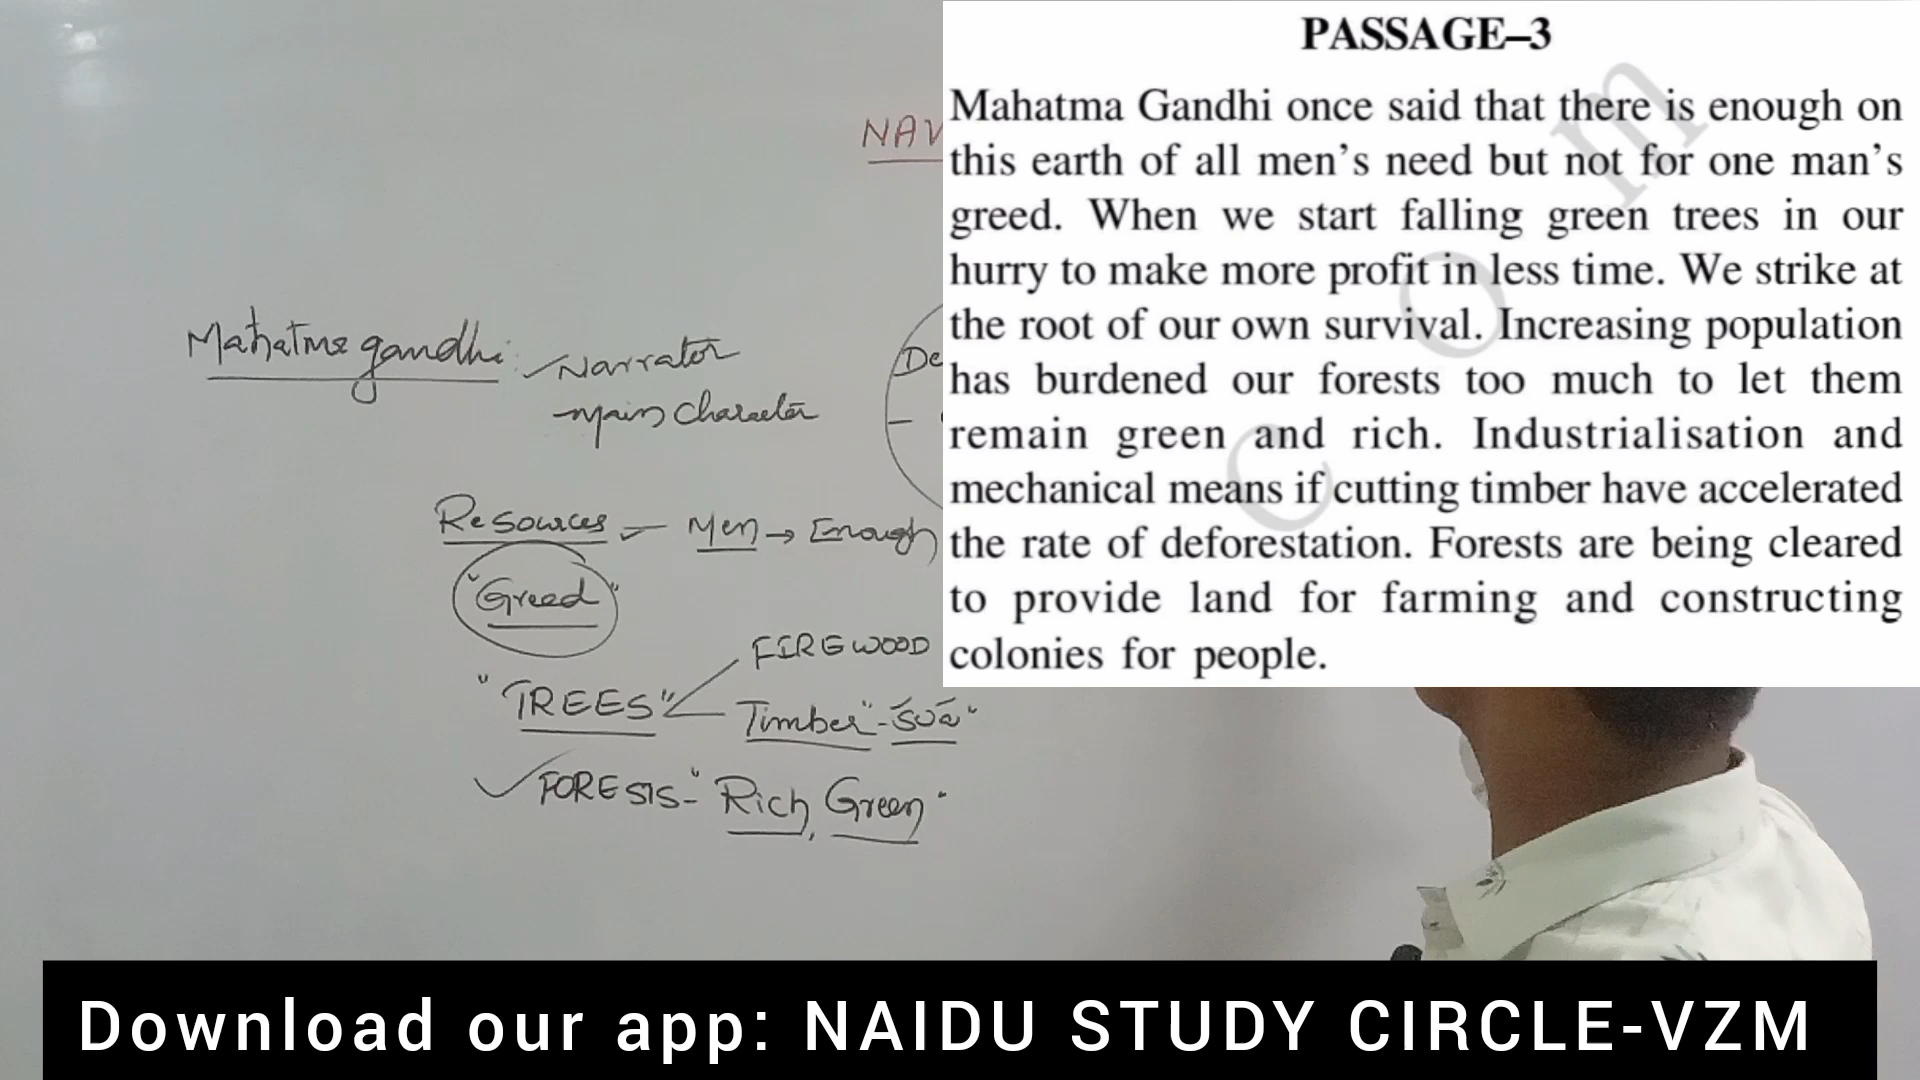 PASSAGE–3
Mahatma Gandhi once said that there is enough on
this earth of all men's need but not for one man's
greed. When we start falling green trees in our
hurry to make more profit in less time. We strike at
the root of our own survival. Increasing population
has burdened our forests too much to let them
remain green and rich. Industrialisation and
mechanical means if cutting timber have accelerated
the rate of deforestation. Forests are being cleared
to provide land for farming and constructing
colonies for people.
com
NAV
Mahatma gandhi:
Narrator
main character
De
Resources - Men → Enough
"Greed"
FIREWOOD
"TREES"
Timber"-
FORESTS-"Rich, Green"
Download our app: NAIDU STUDY CIRCLE-VZM